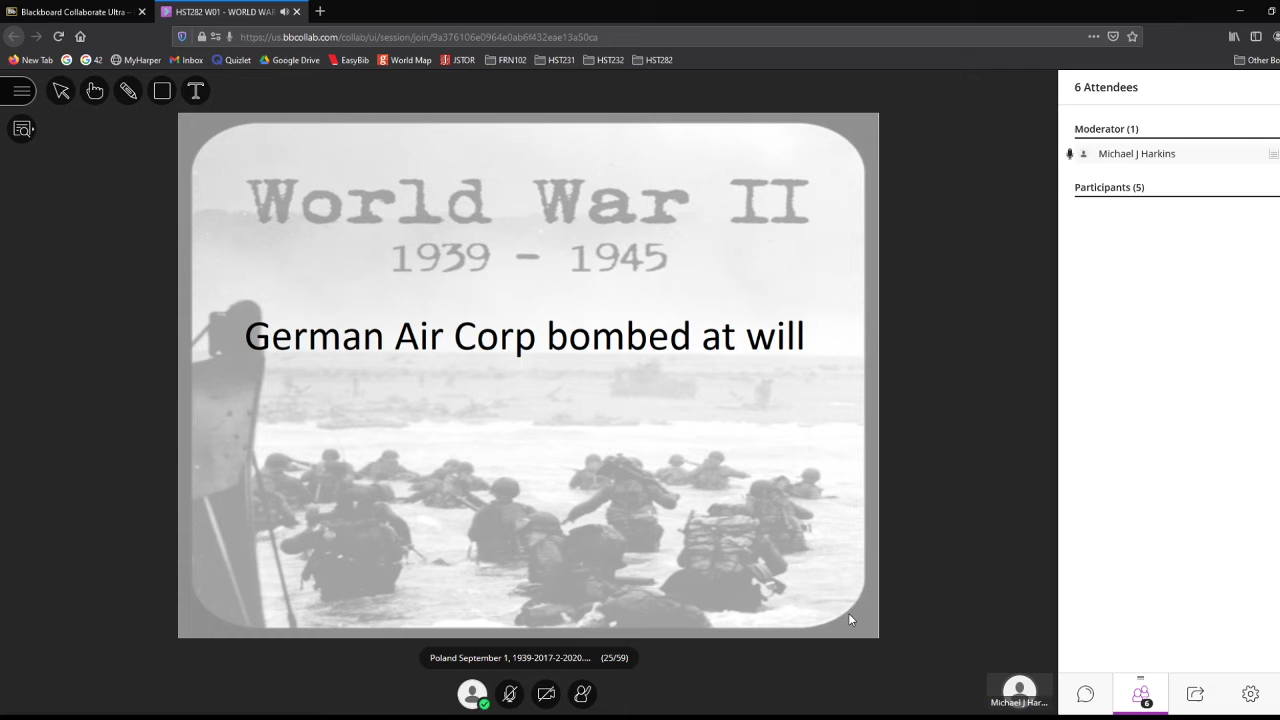 Blackboard Collaborate Ultra –
HST282 W01 - WORLD WAR
https://us.bbcollab.com/collab/ui/session/join/9a376106e0964e0ab6f432eae13a50ca
New Tab
G
42
MyHarper
Inbox
Quizlet
Google Drive
EasyBib
World Map
JSTOR
FRN102
HST231
HST232
HST282
Other Bo
6 Attendees
Moderator (1)
Michael J Harkins
Participants (5)
World War II
1939 - 1945
German Air Corp bombed at will
Poland September 1, 1939-2017-2-2020.... (25/59)
Michael J Har...
6